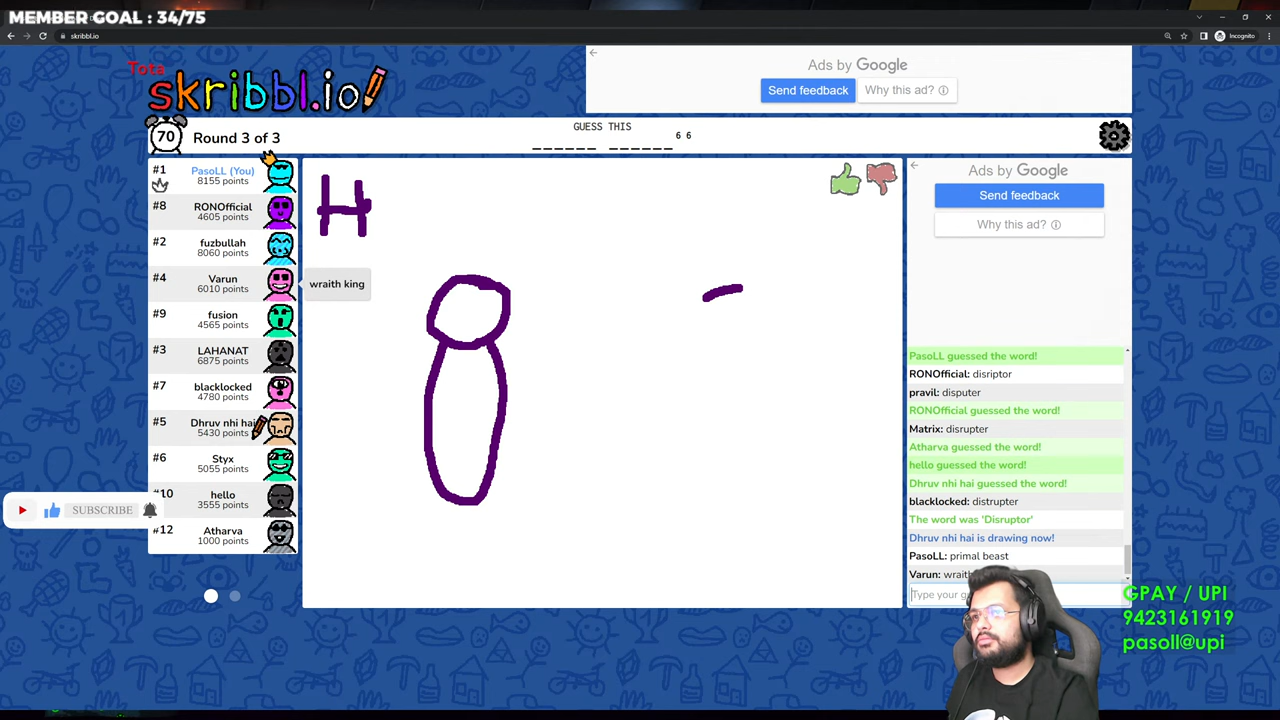 MEMBER GOAL : 34/75
skribbl.io
Incognito
Tota
skribbl.io
Ads by Google
Send feedback
Why this ad?
70
Round 3 of 3
GUESS THIS
______ ______ 6 6
#1 PasoLL (You)
8155 points
#8 RONOfficial
4605 points
#2 fuzbullah
8060 points
#4 Varun
6010 points
wraith king
#9 fusion
4565 points
#3 LAHANAT
6875 points
#7 blacklocked
4780 points
#5 Dhruv nhi hai
5430 points
#6 Styx
5055 points
#10 hello
3555 points
#12 Atharva
1000 points
SUBSCRIBE
H
Ads by Google
Send feedback
Why this ad?
PasoLL guessed the word!
RONOfficial: disriptor
pravil: disputer
RONOfficial guessed the word!
Matrix: disrupter
Atharva guessed the word!
hello guessed the word!
Dhruv nhi hai guessed the word!
blacklocked: distrupter
The word was 'Disruptor'
Dhruv nhi hai is drawing now!
PasoLL: primal beast
Varun: wraith
Type your g
GPAY / UPI
9423161919
pasoll@upi